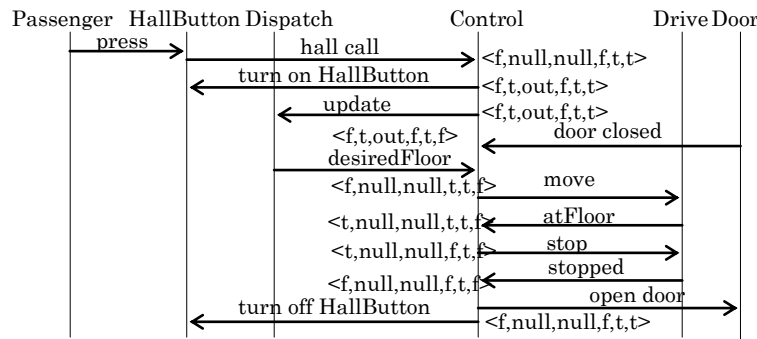 Passenger HallButton Dispatch Control Drive Door
press
hall call
<f,null,null,f,t,t>
turn on HallButton
<f,t,out,f,t,t>
update
<f,t,out,f,t,t>
<f,t,out,f,t,f>
door closed
desiredFloor
<f,null,null,t,t,f>
move
<t,null,null,t,t,f>
atFloor
<t,null,null,f,t,f>
stop
<f,null,null,f,t,f>
stopped
turn off HallButton
open door
<f,null,null,f,t,t>